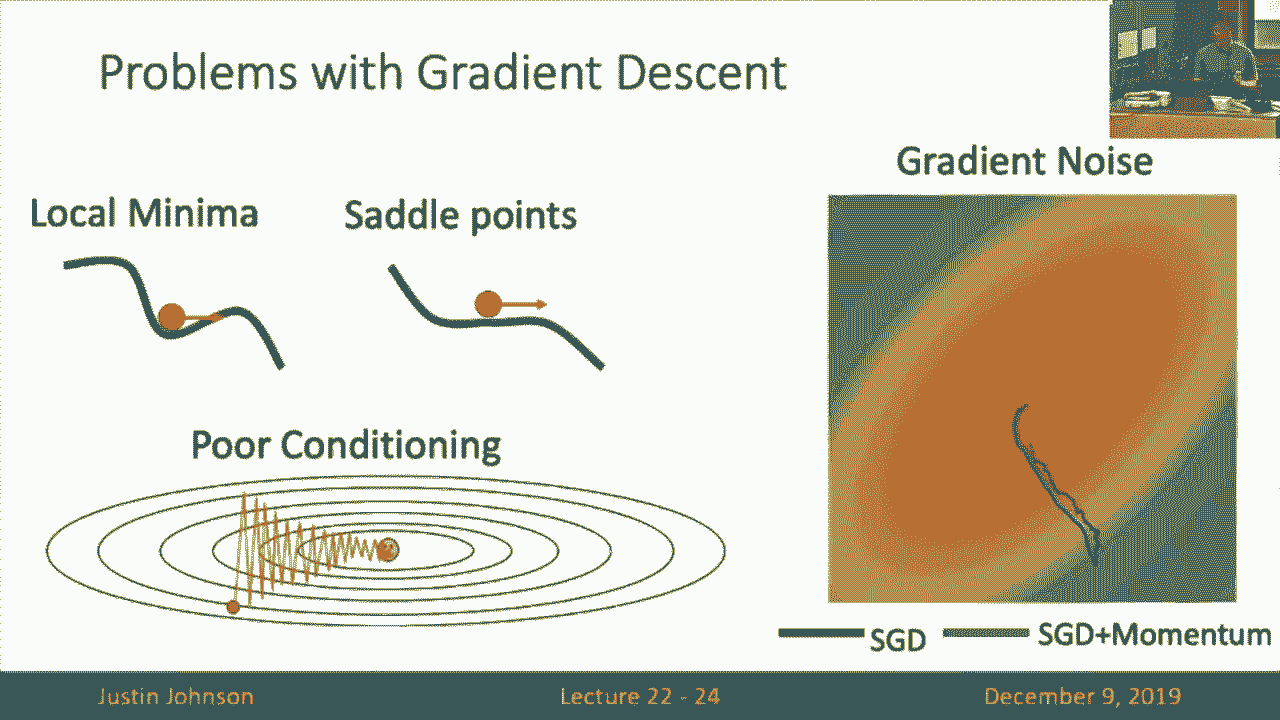 Problems with Gradient Descent
Local Minima
Saddle points
Gradient Noise
Poor Conditioning
SGD
SGD+Momentum
Justin Johnson
Lecture 22 - 24
December 9, 2019